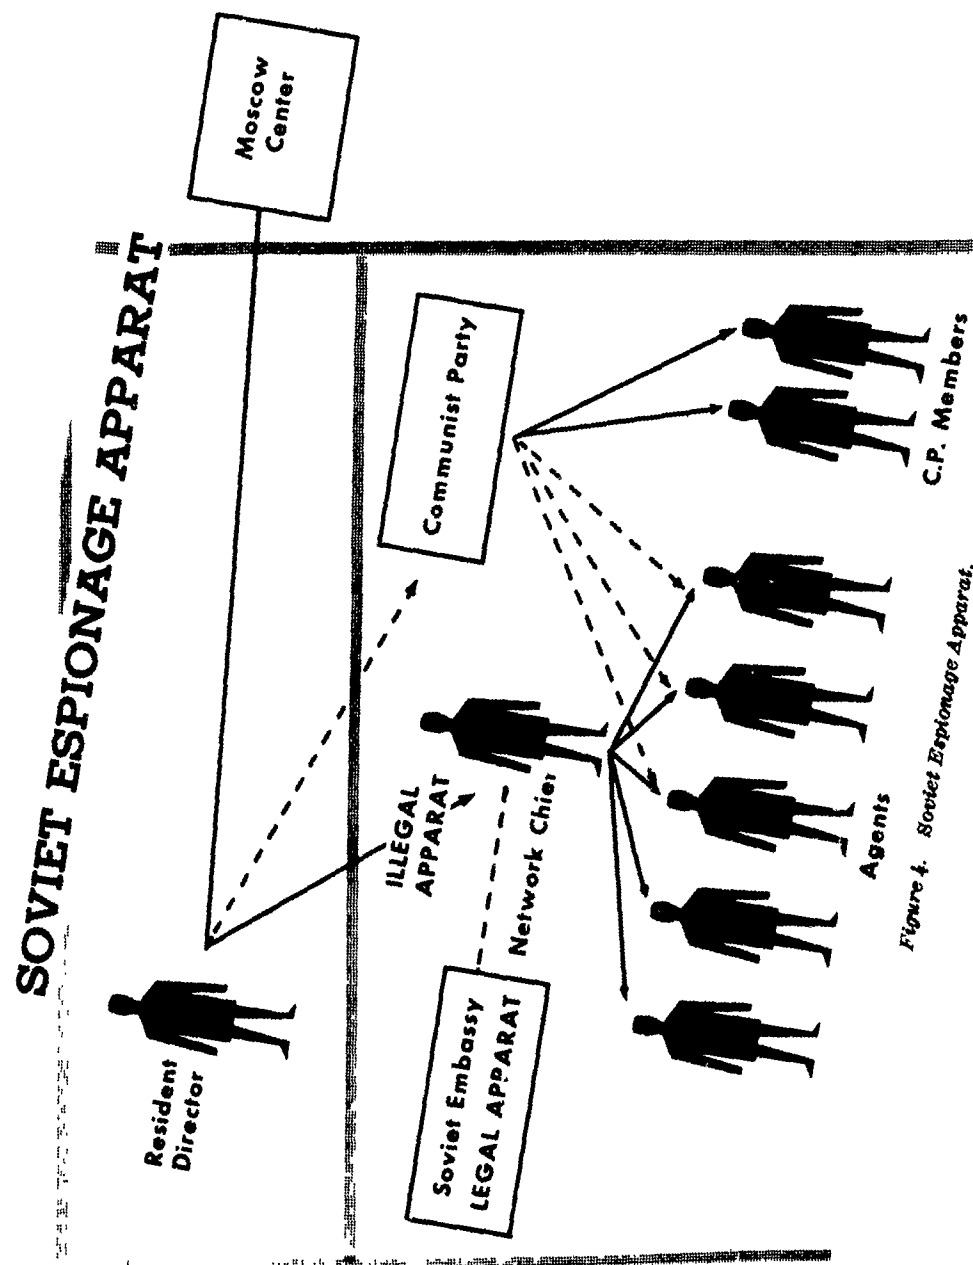 SOVIET ESPIONAGE APPARAT
Moscow
Center
Resident
Director
Communist Party
ILLEGAL
APPARAT
Network Chief
Soviet Embassy
LEGAL APPARAT
Agents
C.P. Members
Figure 4. Soviet Espionage Apparat.